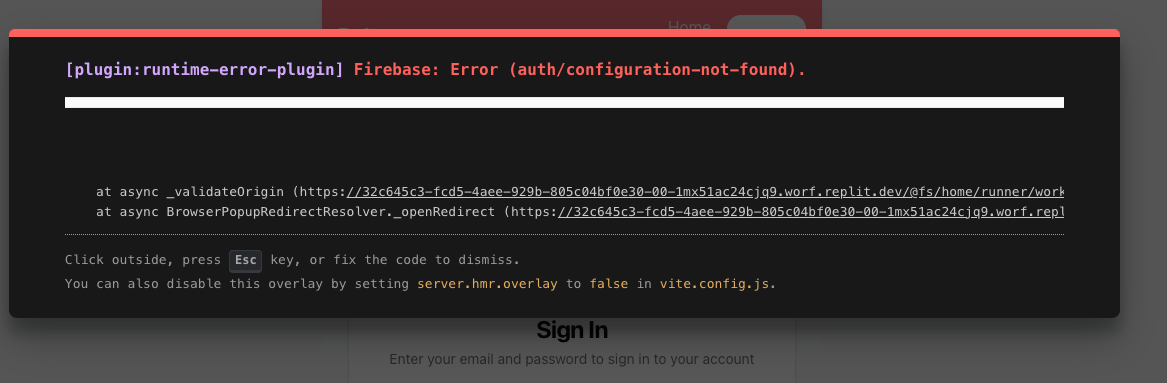 Home
[plugin:runtime-error-plugin] Firebase: Error (auth/configuration-not-found).
at async _validateOrigin (https://32c645c3-fcd5-4aee-929b-805c04bf0e30-00-1mx51ac24cjq9.worf.replit.dev/@fs/home/runner/work
at async BrowserPopupRedirectResolver._openRedirect (https://32c645c3-fcd5-4aee-929b-805c04bf0e30-00-1mx51ac24cjq9.worf.repl
Click outside, press Esc key, or fix the code to dismiss.
You can also disable this overlay by setting server.hmr.overlay to false in vite.config.js.
Sign In
Enter your email and password to sign in to your account